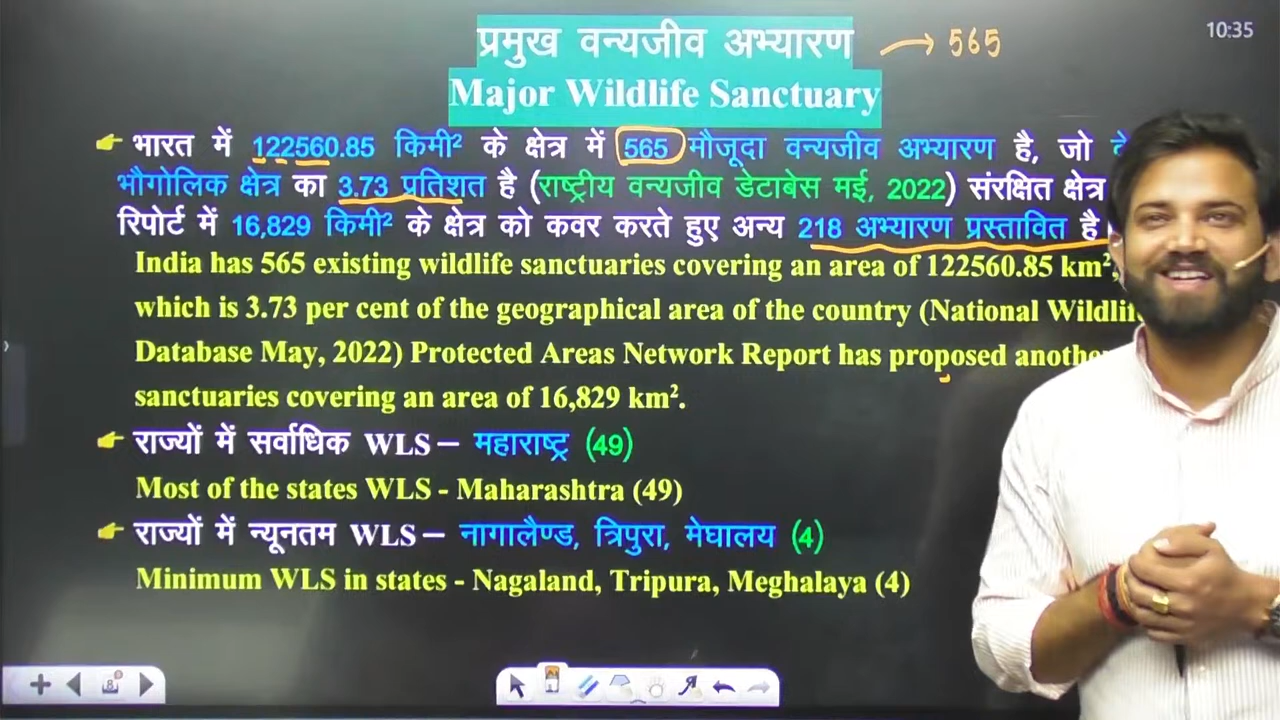 प्रमुख वन्यजीव अभ्यारण → 565
10:35
Major Wildlife Sanctuary
भारत में 122560.85 किमी² के क्षेत्र में 565 मौजूदा वन्यजीव अभ्यारण है, जो
भौगोलिक क्षेत्र का 3.73 प्रतिशत है (राष्ट्रीय वन्यजीव डेटाबेस मई, 2022) संरक्षित क्षेत्र
रिपोर्ट में 16,829 किमी² के क्षेत्र को कवर करते हुए अन्य 218 अभ्यारण प्रस्तावित है
India has 565 existing wildlife sanctuaries covering an area of 122560.85 km²,
which is 3.73 per cent of the geographical area of the country (National
Database May, 2022) Protected Areas Network Report has proposed
sanctuaries covering an area of 16,829 km².
राज्यों में सर्वाधिक WLS – महाराष्ट्र (49)
Most of the states WLS - Maharashtra (49)
राज्यों में न्यूनतम WLS – नागालैण्ड, त्रिपुरा, मेघालय (4)
Minimum WLS in states - Nagaland, Tripura, Meghalaya (4)